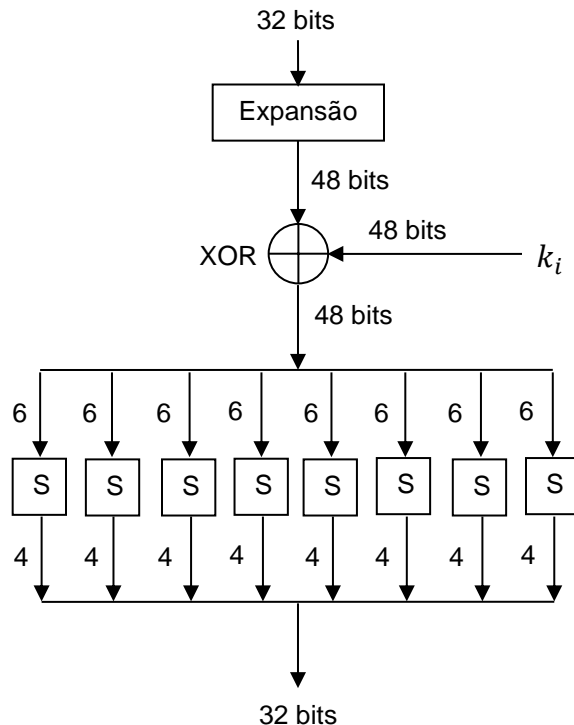 32 bits
Expansão
48 bits
XOR
48 bits
k_i
48 bits
6 6 6 6 6 6 6 6
S S S S S S S S
4 4 4 4 4 4 4 4
32 bits